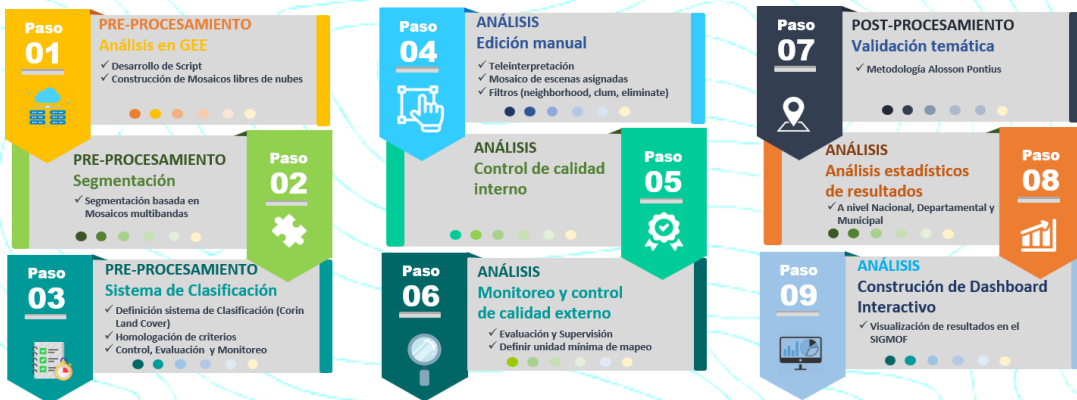 Paso
01
PRE-PROCESAMIENTO
Análisis en GEE
✓ Desarrollo de Script
✓ Construcción de Mosaicos libres de nubes
PRE-PROCESAMIENTO
Segmentación
✓ Segmentación basada en
Mosaicos multibandas
Paso
02
Paso
03
PRE-PROCESAMIENTO
Sistema de Clasificación
✓ Definición sistema de Clasificación (Corin
Land Cover)
✓ Homologación de criterios
✓ Control, Evaluación y Monitoreo
Paso
04
ANÁLISIS
Edición manual
✓ Teleinterpretación
✓ Mosaico de escenas asignadas
✓ Filtros (neighborhood, clum, eliminate)
ANÁLISIS
Control de calidad
interno
Paso
05
Paso
06
ANÁLISIS
Monitoreo y control
de calidad externo
✓ Evaluación y Supervisión
✓ Definir unidad mínima de mapeo
Paso
07
POST-PROCESAMIENTO
Validación temática
✓ Metodología Alosson Pontius
ANÁLISIS
Análisis estadísticos
de resultados
✓ A nivel Nacional, Departamental y
Municipal
Paso
08
Paso
09
ANÁLISIS
Construción de Dashboard
Interactivo
✓ Visualización de resultados en el
SIGMOF